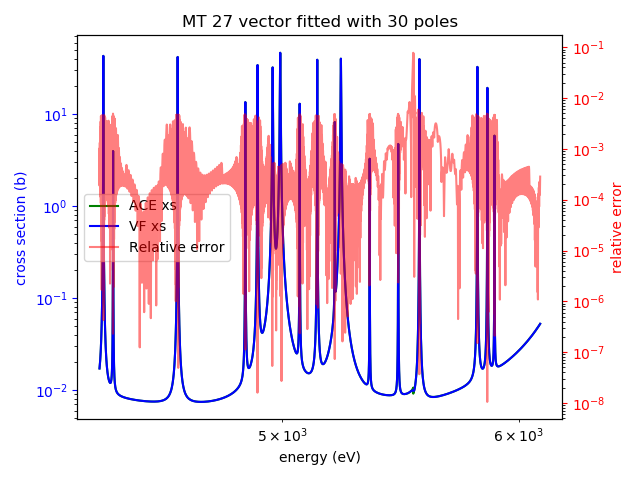 MT 27 vector fitted with 30 poles
cross section (b)
10¹
10⁰
10⁻¹
10⁻²
ACE xs
VF xs
Relative error
10⁻¹
10⁻²
10⁻³
10⁻⁴
10⁻⁵
10⁻⁶
10⁻⁷
10⁻⁸
relative error
5 × 10³
6 × 10³
energy (eV)